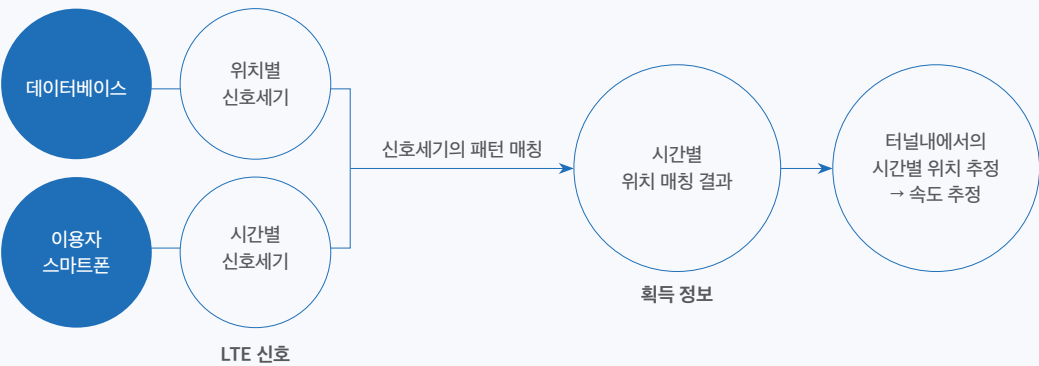 데이터베이스
위치별
신호세기
이용자
스마트폰
시간별
신호세기
LTE 신호
신호세기의 패턴 매칭
시간별
위치 매칭 결과
획득 정보
터널내에서의
시간별 위치 추정
→ 속도 추정